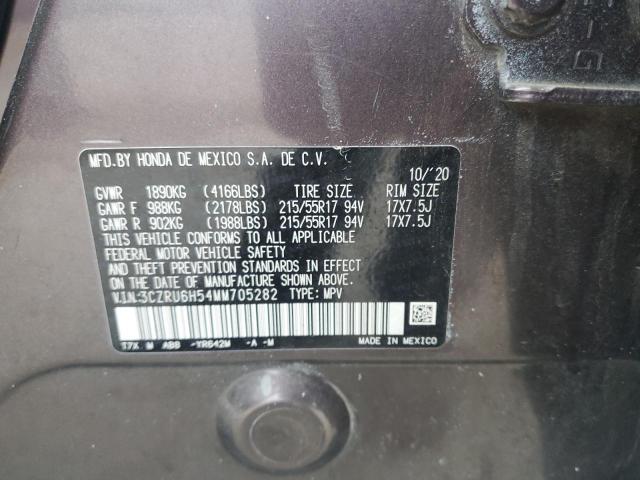 MFD.BY HONDA DE MEXICO S.A. DE C.V.
10/'20
GVWR 1890KG (4166LBS) TIRE SIZE RIM SIZE
GAWR F 988KG (2178LBS) 215/55R17 94V 17X7.5J
GAWR R 902KG (1988LBS) 215/55R17 94V 17X7.5J
THIS VEHICLE CONFORMS TO ALL APPLICABLE
FEDERAL MOTOR VEHICLE SAFETY
AND THEFT PREVENTION STANDARDS IN EFFECT
ON THE DATE OF MANUFACTURE SHOWN ABOVE.
V.I.N:3CZRU6H54MM705282 TYPE: MPV
T7X M ABB -YR642M -A -M
MADE IN MEXICO